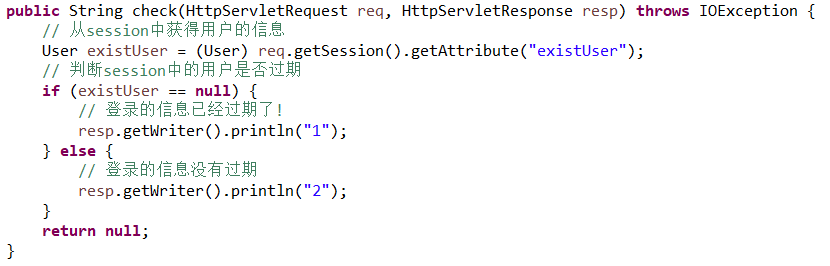 public String check(HttpServletRequest req, HttpServletResponse resp) throws IOException {
    // 从session中获得用户的信息
    User existUser = (User) req.getSession().getAttribute("existUser");
    // 判断session中的用户是否过期
    if (existUser == null) {
        // 登录的信息已经过期了!
        resp.getWriter().println("1");
    } else {
        // 登录的信息没有过期
        resp.getWriter().println("2");
    }
    return null;
}